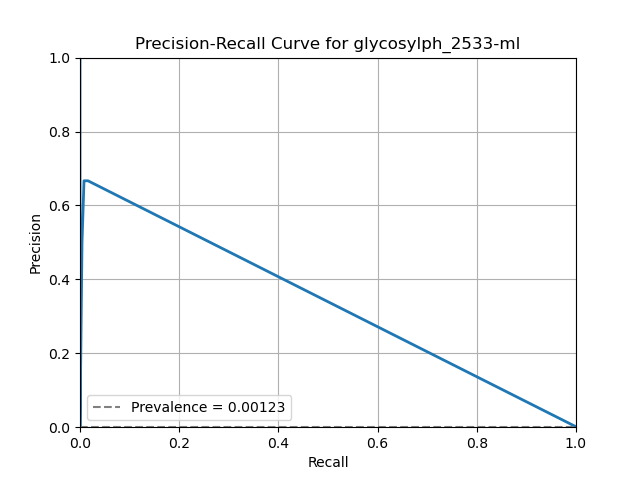 Precision-Recall Curve for glycosylph_2533-ml
1.0
0.8
0.6
0.4
0.2
0.0
Precision
Prevalence = 0.00123
0.0 0.2 0.4 0.6 0.8 1.0
Recall